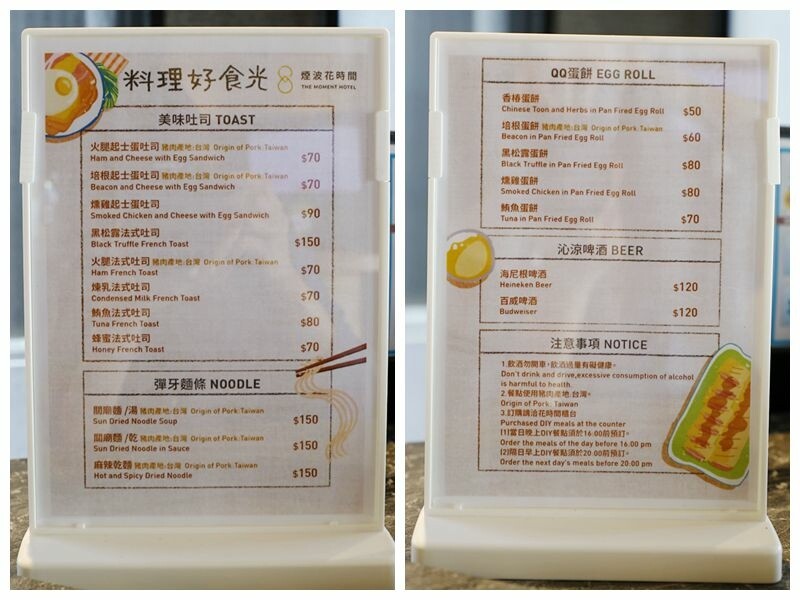 料理好食光
煙波花時間
THE MOMENT HOTEL
美味吐司 TOAST
火腿起士蛋吐司 豬肉產地:台灣 Origin of Pork:Taiwan
Ham and Cheese with Egg Sandwich $70
培根起士蛋吐司 豬肉產地:台灣 Origin of Pork:Taiwan
Beacon and Cheese with Egg Sandwich $70
燻雞起士蛋吐司
Smoked Chicken and Cheese with Egg Sandwich $90
黑松露法式吐司
Black Truffle French Toast $150
火腿法式吐司 豬肉產地:台灣 Origin of Pork:Taiwan
Ham French Toast $70
煉乳法式吐司
Condensed Milk French Toast $70
鮪魚法式吐司
Tuna French Toast $80
蜂蜜法式吐司
Honey French Toast $70
彈牙麵條 NOODLE
關廟麵/湯 豬肉產地:台灣 Origin of Pork:Taiwan
Sun Dried Noodle Soup $150
關廟麵/乾 豬肉產地:台灣 Origin of Pork:Taiwan
Sun Dried Noodle in Sauce $150
麻辣乾麵 豬肉產地:台灣 Origin of Pork:Taiwan
Hot and Spicy Dried Noodle $150
QQ蛋餅 EGG ROLL
香椿蛋餅
Chinese Toon and Herbs in Pan Fired Egg Roll $50
培根蛋餅 豬肉產地:台灣 Origin of Pork:Taiwan
Beacon in Pan Fried Egg Roll $60
黑松露蛋餅
Black Truffle in Pan Fried Egg Roll $80
燻雞蛋餅
Smoked Chicken in Pan Fried Egg Roll $80
鮪魚蛋餅
Tuna in Pan Fried Egg Roll $70
沁涼啤酒 BEER
海尼根啤酒
Heineken Beer $120
百威啤酒
Budweiser $120
注意事項 NOTICE
1.飲酒勿開車,飲酒過量有礙健康。
Don't drink and drive,excessive consumption of alcohol
is harmful to health.
2.餐點使用豬肉產地:台灣。
Origin of Pork: Taiwan
3.訂購請洽花時間櫃台
Purchased DIY meals at the counter
(1)當日晚上DIY餐點須於16:00前預訂。
Order the meals of the day before 16.00 pm
(2)隔日早上DIY餐點須於20:00前預訂。
Order the next day's meals before 20:00 pm